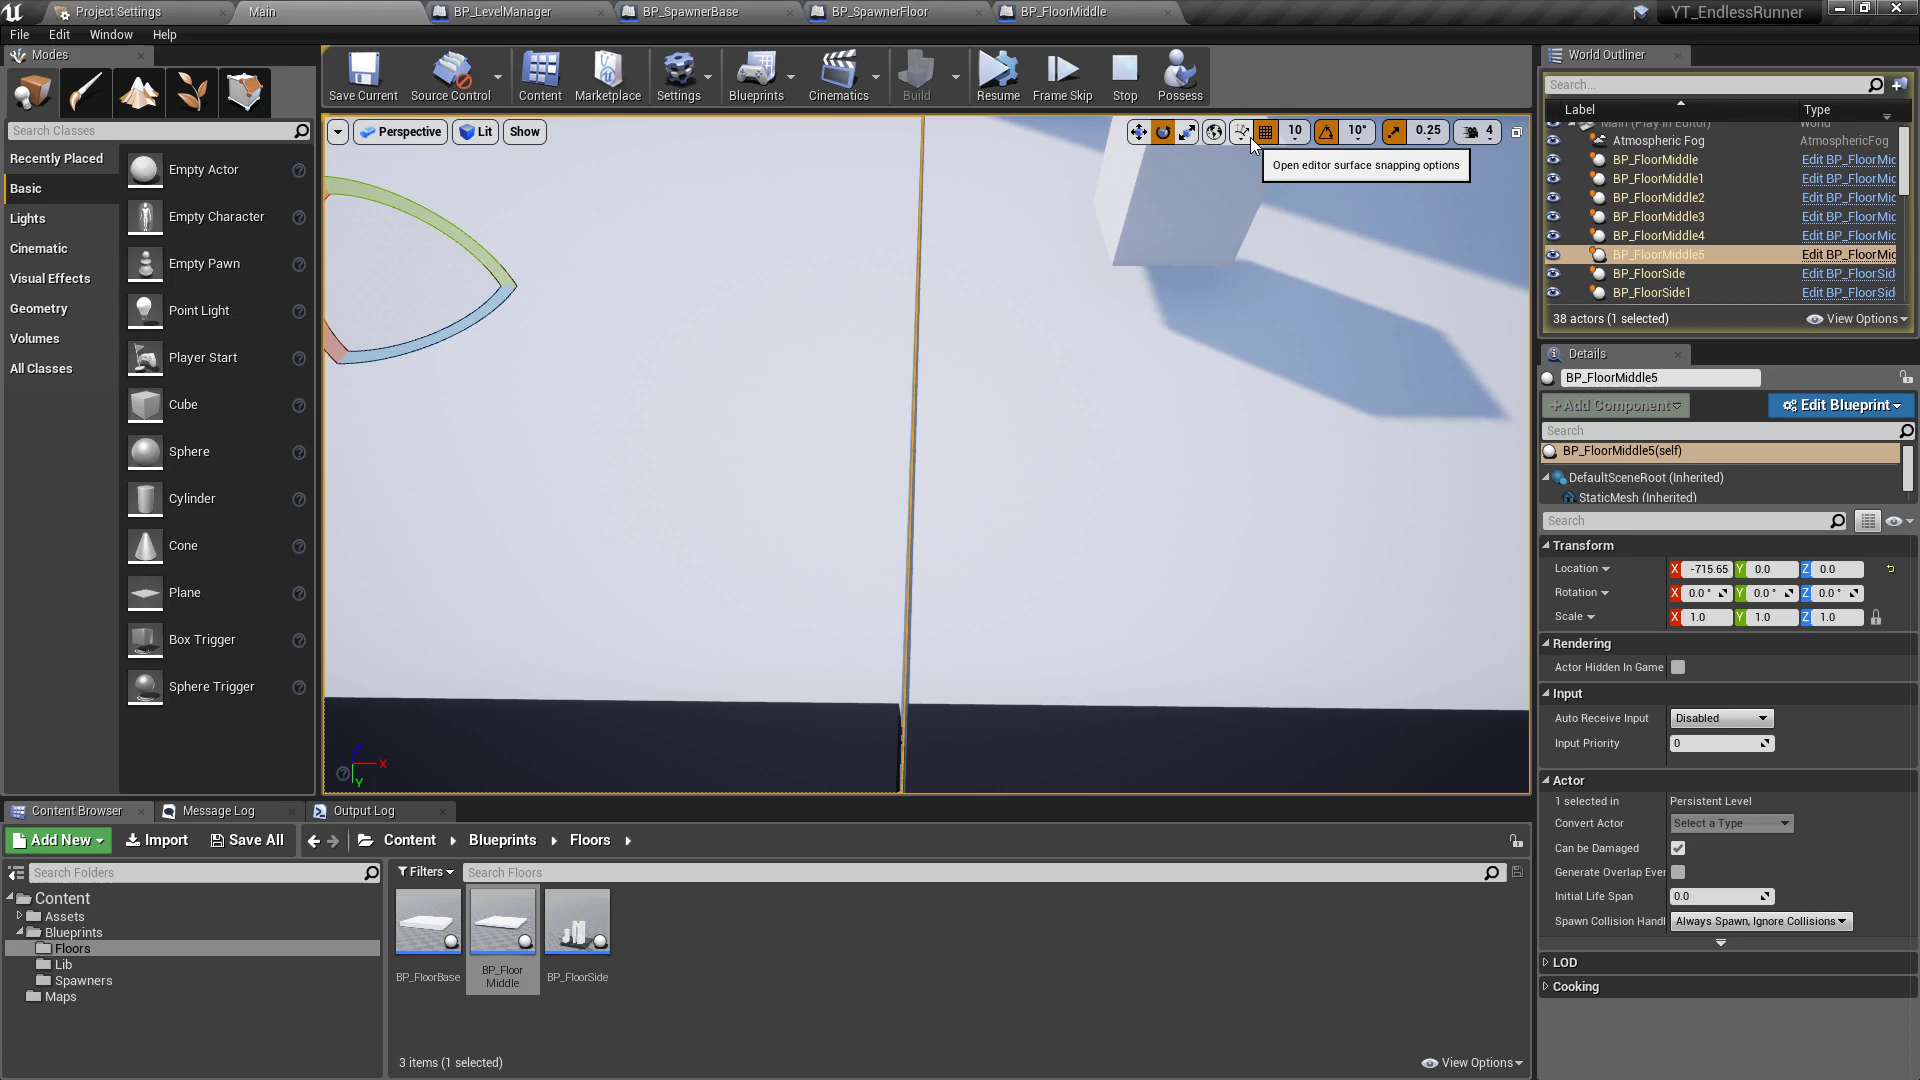 Project Settings
Main
BP_LevelManager
BP_SpawnerBase
BP_SpawnerFloor
BP_FloorMiddle
YT_EndlessRunner
File
Edit
Window
Help
Modes
Save Current
Source Control
Content
Marketplace
Settings
Blueprints
Cinematics
Build
Resume
Frame Skip
Stop
Possess
World Outliner
Search...
Label
Type
Search Classes
Perspective
Lit
Show
10
10°
0.25
4
Open editor surface snapping options
Recently Placed
Basic
Lights
Cinematic
Visual Effects
Geometry
Volumes
All Classes
Empty Actor
Empty Character
Empty Pawn
Point Light
Player Start
Cube
Sphere
Cylinder
Cone
Plane
Box Trigger
Sphere Trigger
Main (Play In Editor)
World
Atmospheric Fog
AtmosphericFog
BP_FloorMiddle
Edit BP_FloorMid
BP_FloorMiddle1
Edit BP_FloorMid
BP_FloorMiddle2
Edit BP_FloorMid
BP_FloorMiddle3
Edit BP_FloorMid
BP_FloorMiddle4
Edit BP_FloorMid
BP_FloorMiddle5
Edit BP_FloorMid
BP_FloorSide
Edit BP_FloorSid
BP_FloorSide1
Edit BP_FloorSid
38 actors (1 selected)
View Options
Details
BP_FloorMiddle5
+ Add Component
Edit Blueprint
Search
BP_FloorMiddle5(self)
DefaultSceneRoot (Inherited)
StaticMesh (Inherited)
Search
Transform
Location
X -715.65 Y 0.0 Z 0.0
Rotation
X 0.0 ° Y 0.0 ° Z 0.0 °
Scale
X 1.0 Y 1.0 Z 1.0
Rendering
Actor Hidden In Game
Input
Auto Receive Input
Disabled
Input Priority
0
Actor
1 selected in
Persistent Level
Convert Actor
Select a Type
Can be Damaged
Generate Overlap Ever
Initial Life Span
0.0
Spawn Collision Handl
Always Spawn, Ignore Collisions
LOD
Cooking
Z
X
Y
Content Browser
Message Log
Output Log
Add New
Import
Save All
Content
Blueprints
Floors
Search Folders
Filters
Search Floors
Content
Assets
Blueprints
Floors
Lib
Spawners
Maps
BP_FloorBase
BP_Floor
Middle
BP_FloorSide
3 items (1 selected)
View Options